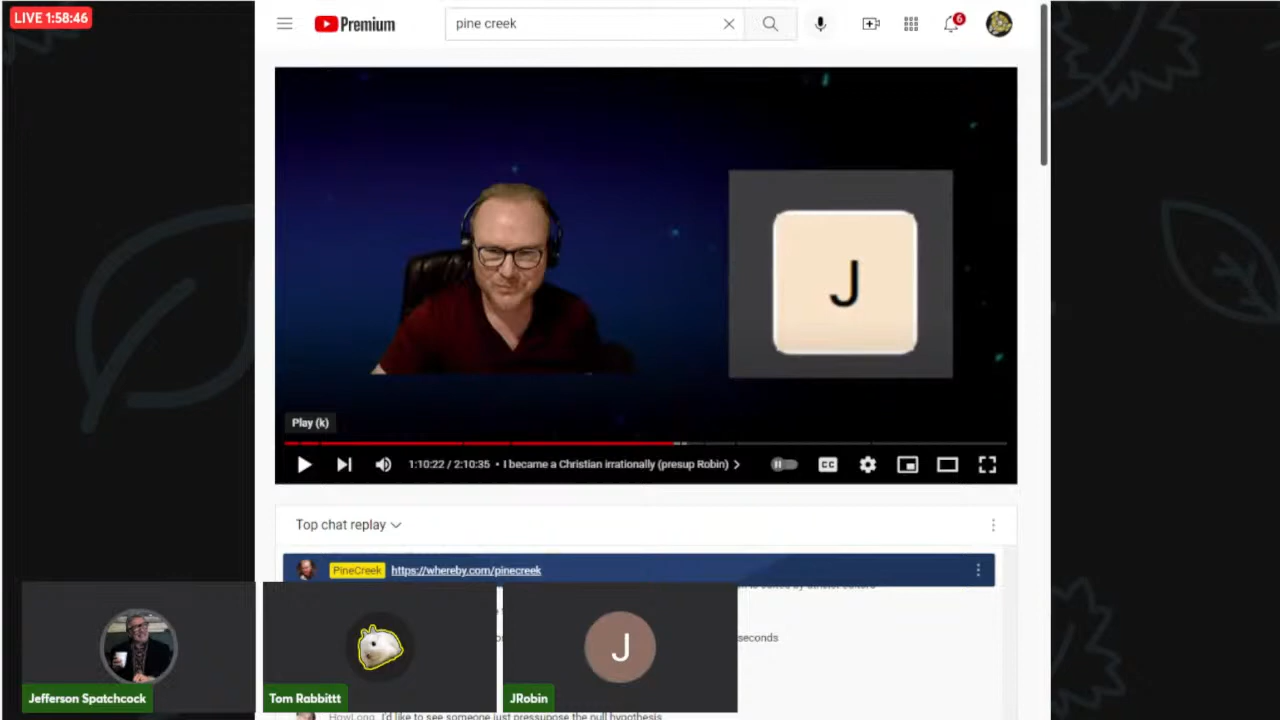 LIVE 1:58:46
Premium
pine creek
6
J
Play (k)
1:10:22 / 2:10:35 • I became a Christian irrationally (presup Robin)
CC
Top chat replay
PineCreek https://whereby.com/pinecreek
seconds
J
Jefferson Spatchcock
Tom Rabbittt
JRobin
HowLong I'd like to see someone just presuppose the null hypothesis